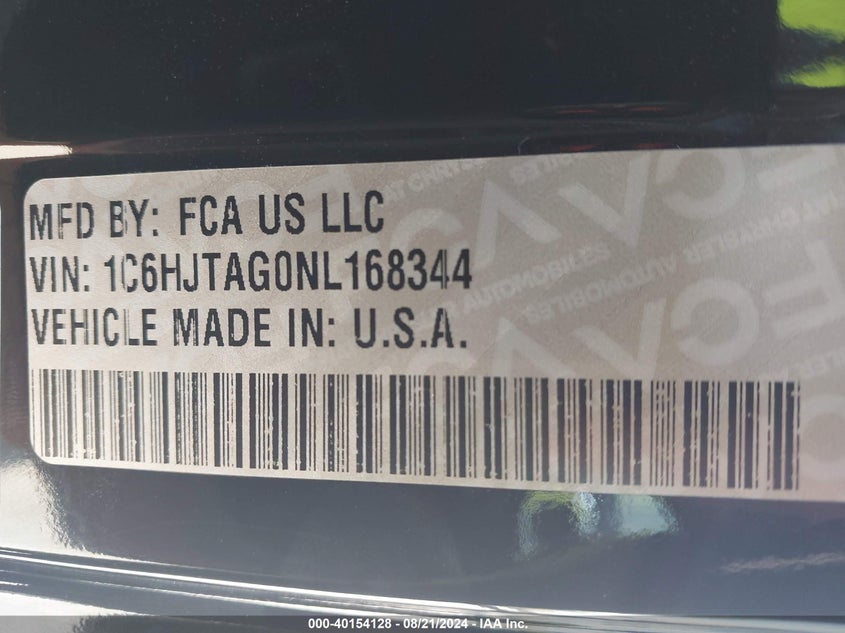 MFD BY: FCA US LLC
VIN: 1C6HJTAG0NL168344
VEHICLE MADE IN: U.S.A.
000-40154128 - 08/21/2024 - IAA Inc.